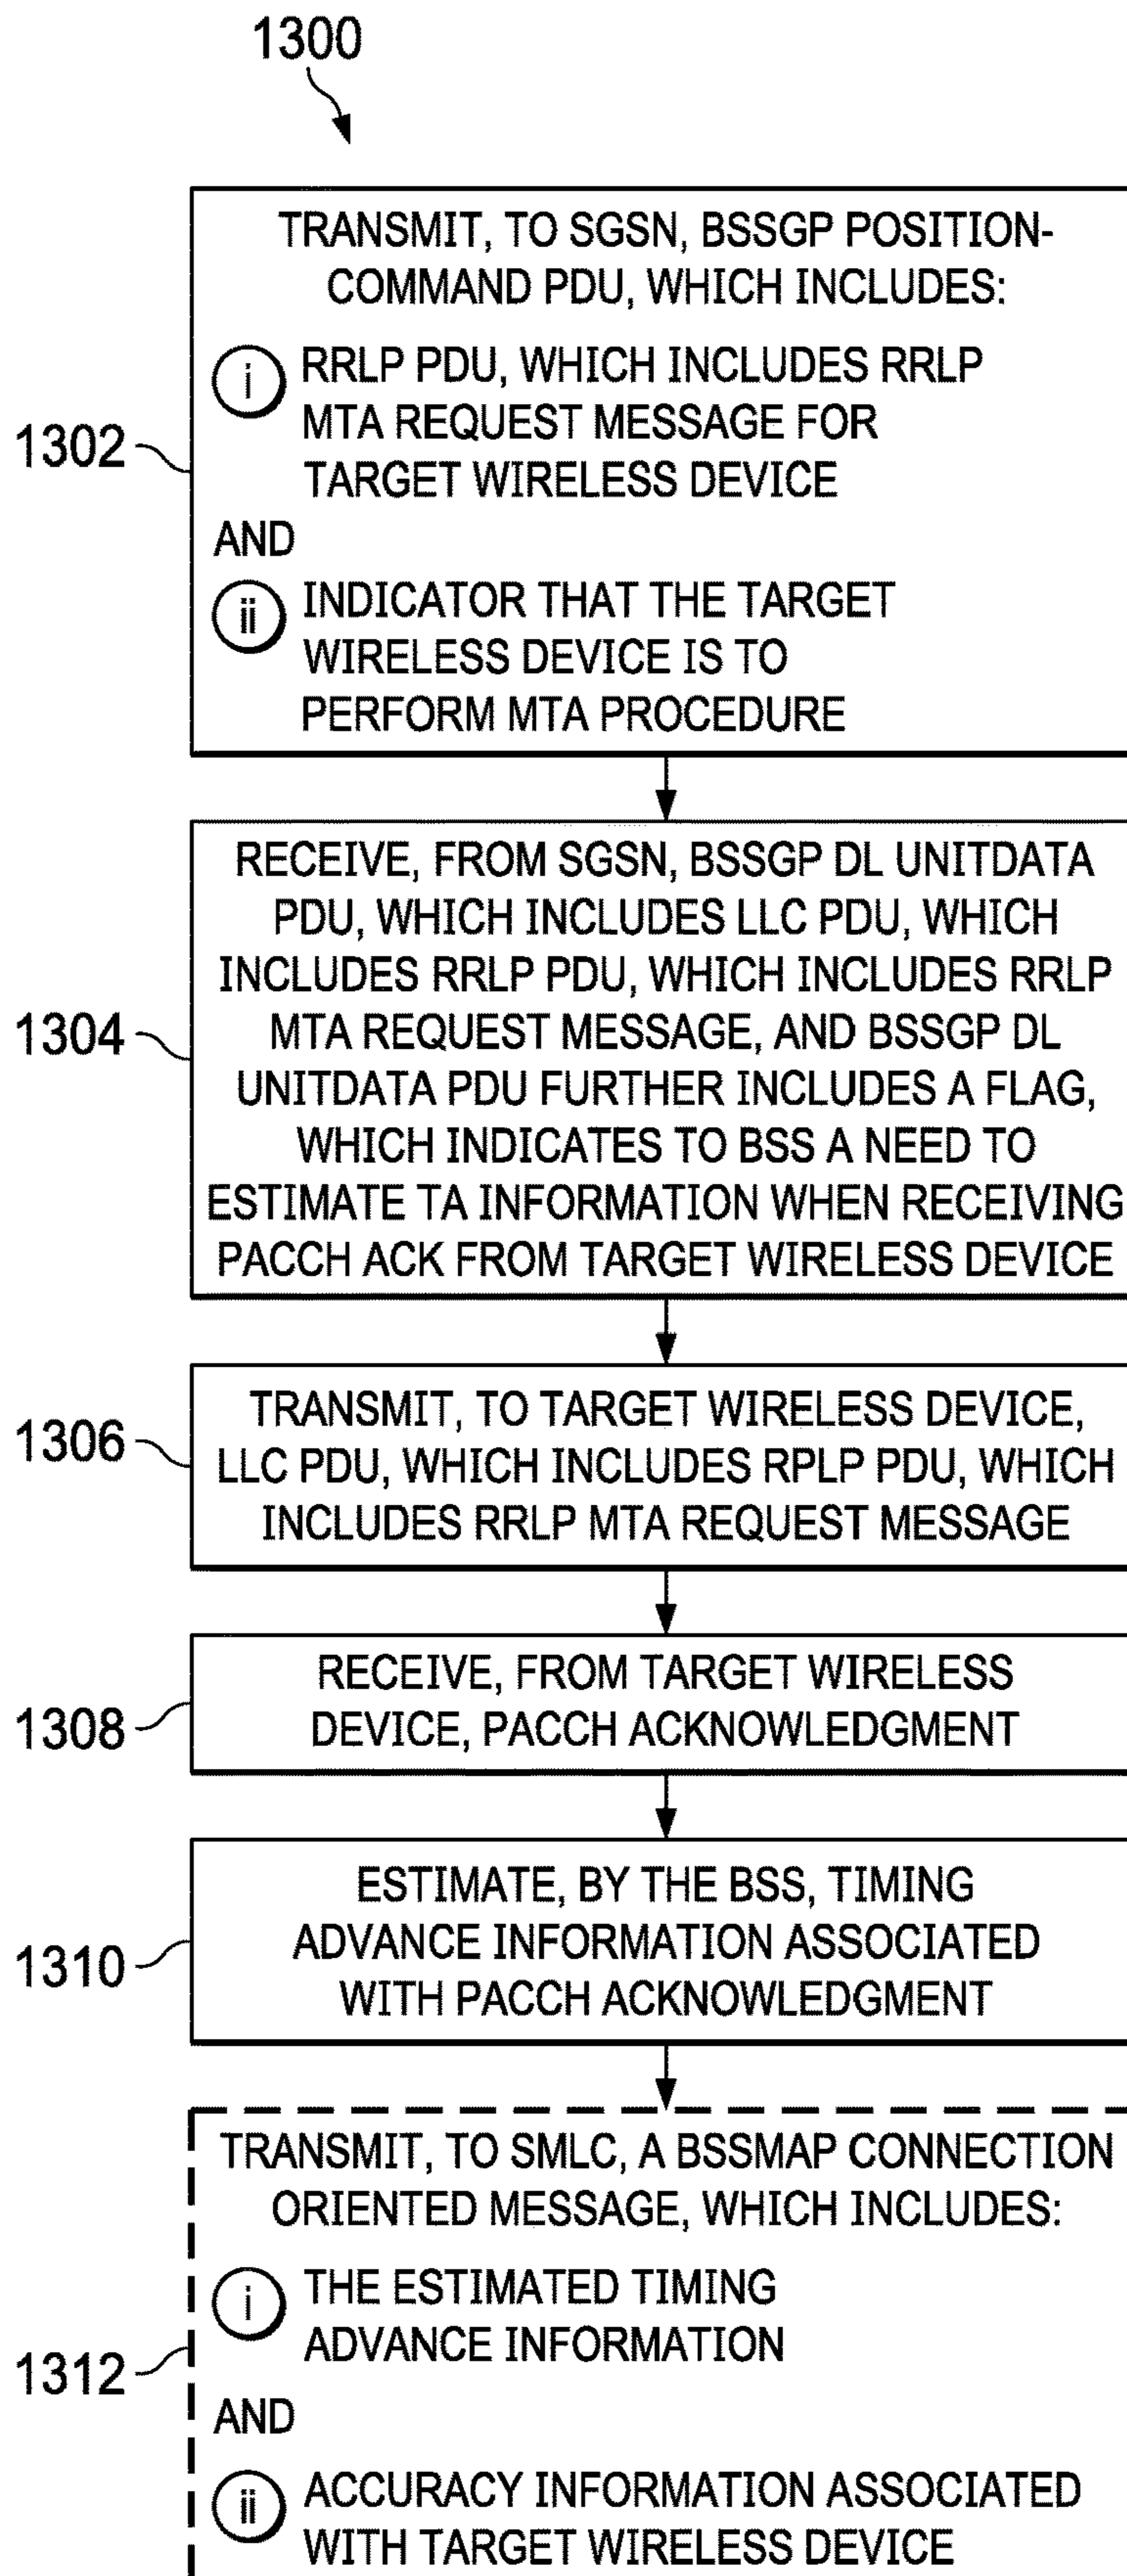 1300
TRANSMIT, TO SGSN, BSSGP POSITION-
COMMAND PDU, WHICH INCLUDES:
i RRLP PDU, WHICH INCLUDES RRLP
MTA REQUEST MESSAGE FOR
TARGET WIRELESS DEVICE
1302
AND
ii INDICATOR THAT THE TARGET
WIRELESS DEVICE IS TO
PERFORM MTA PROCEDURE
RECEIVE, FROM SGSN, BSSGP DL UNITDATA
PDU, WHICH INCLUDES LLC PDU, WHICH
INCLUDES RRLP PDU, WHICH INCLUDES RRLP
1304
MTA REQUEST MESSAGE, AND BSSGP DL
UNITDATA PDU FURTHER INCLUDES A FLAG,
WHICH INDICATES TO BSS A NEED TO
ESTIMATE TA INFORMATION WHEN RECEIVING
PACCH ACK FROM TARGET WIRELESS DEVICE
1306
TRANSMIT, TO TARGET WIRELESS DEVICE,
LLC PDU, WHICH INCLUDES RPLP PDU, WHICH
INCLUDES RRLP MTA REQUEST MESSAGE
1308
RECEIVE, FROM TARGET WIRELESS
DEVICE, PACCH ACKNOWLEDGMENT
1310
ESTIMATE, BY THE BSS, TIMING
ADVANCE INFORMATION ASSOCIATED
WITH PACCH ACKNOWLEDGMENT
TRANSMIT, TO SMLC, A BSSMAP CONNECTION
ORIENTED MESSAGE, WHICH INCLUDES:
i THE ESTIMATED TIMING
ADVANCE INFORMATION
1312
AND
ii ACCURACY INFORMATION ASSOCIATED
WITH TARGET WIRELESS DEVICE